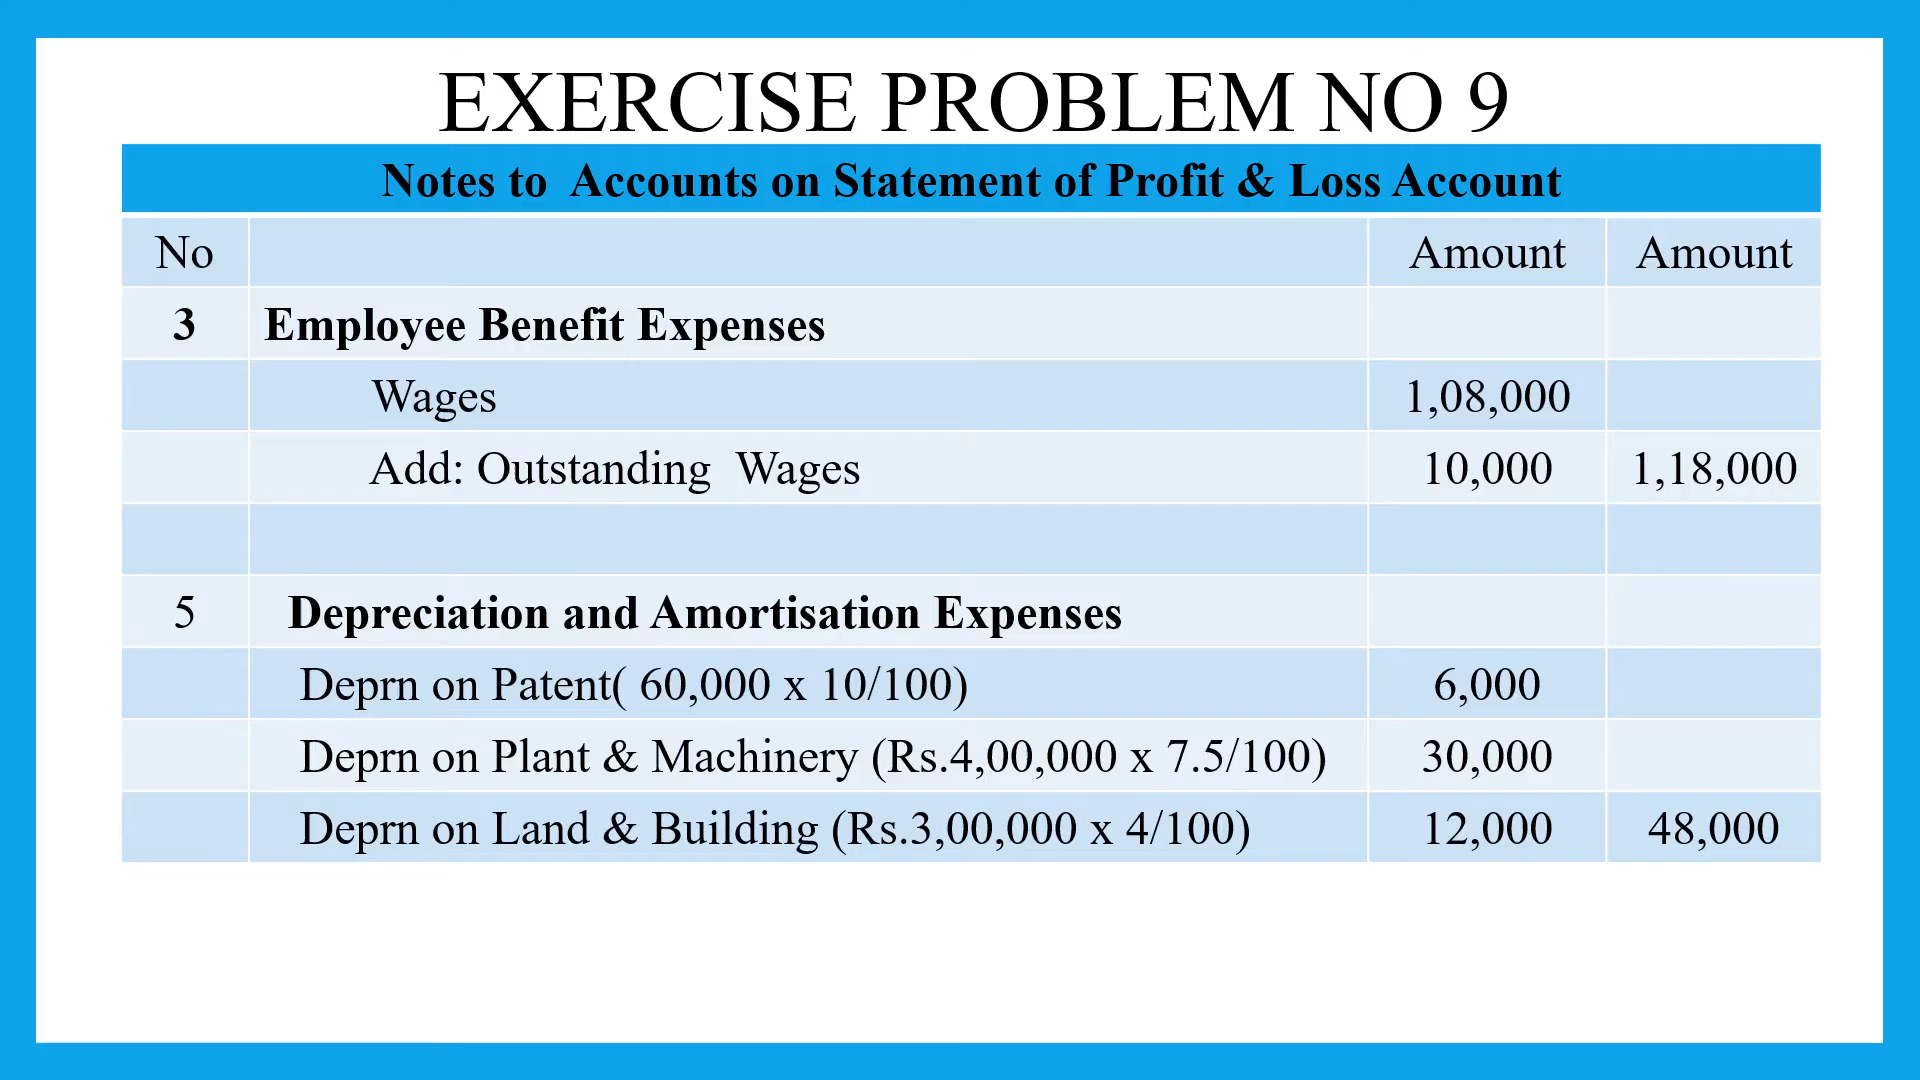 EXERCISE PROBLEM NO 9
Notes to Accounts on Statement of Profit & Loss Account
No Amount Amount
3 Employee Benefit Expenses
Wages 1,08,000
Add: Outstanding Wages 10,000 1,18,000
5 Depreciation and Amortisation Expenses
Deprn on Patent( 60,000 x 10/100) 6,000
Deprn on Plant & Machinery (Rs.4,00,000 x 7.5/100) 30,000
Deprn on Land & Building (Rs.3,00,000 x 4/100) 12,000 48,000